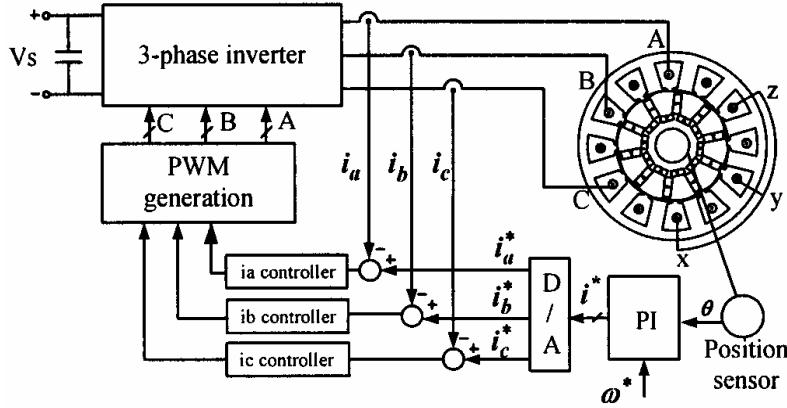 +
Vs
−
3-phase inverter
A
B
C
z
y
x
C B A
PWM
generation
i_a i_b i_c
− +
− +
− +
ia controller
ib controller
ic controller
i_a^*
i_b^*
i_c^*
D
/
A
i^*
PI
θ
ω^*
Position
sensor